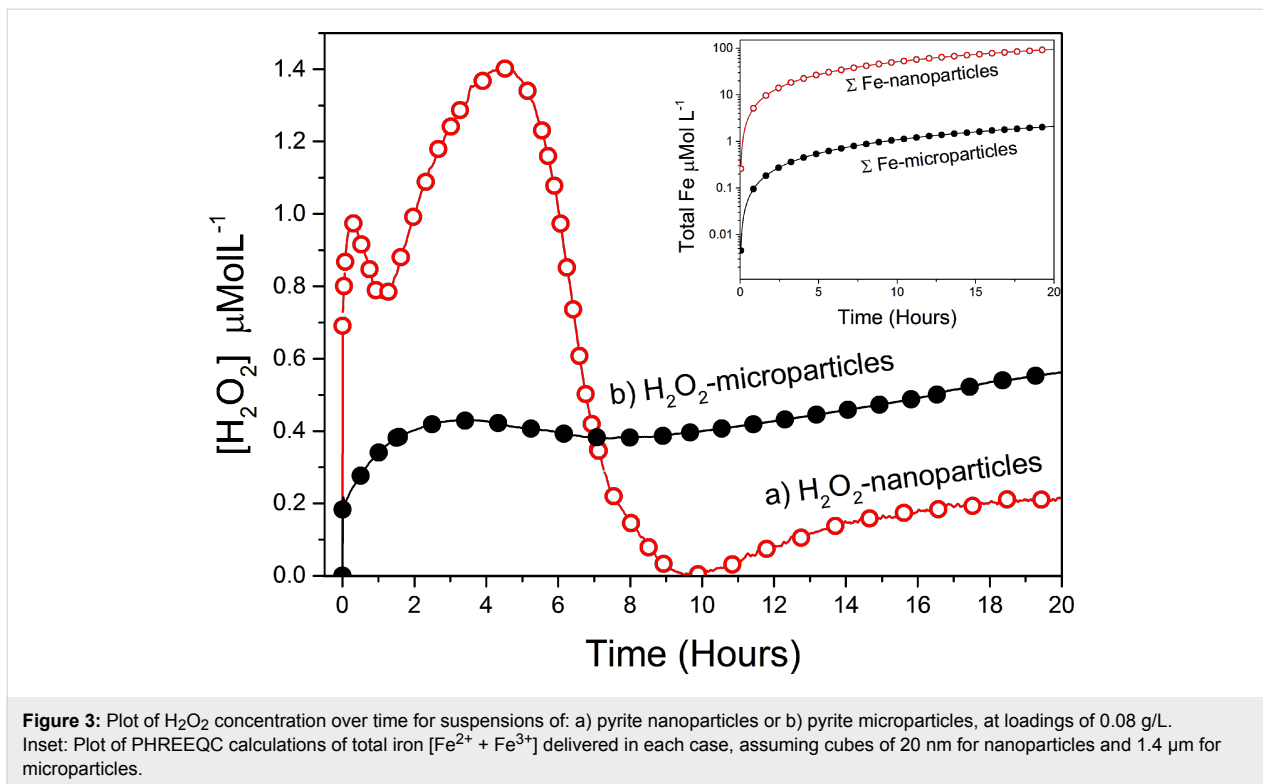 1.4
1.2
1.0
0.8
0.6
0.4
0.2
0.0
[H₂O₂] μMolL⁻¹
0 2 4 6 8 10 12 14 16 18 20
Time (Hours)
b) H₂O₂-microparticles
a) H₂O₂-nanoparticles
100
10
1
0.1
0.01
Total Fe μMol L⁻¹
Σ Fe-nanoparticles
Σ Fe-microparticles
0 5 10 15 20
Time (Hours)
Figure 3: Plot of H₂O₂ concentration over time for suspensions of: a) pyrite nanoparticles or b) pyrite microparticles, at loadings of 0.08 g/L.
Inset: Plot of PHREEQC calculations of total iron [Fe²⁺ + Fe³⁺] delivered in each case, assuming cubes of 20 nm for nanoparticles and 1.4 µm for
microparticles.